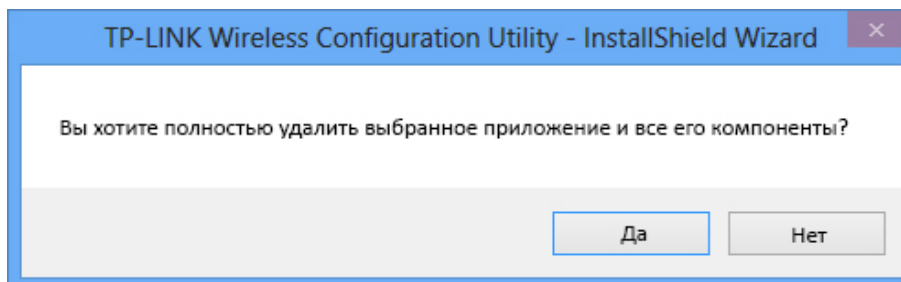 TP-LINK Wireless Configuration Utility - InstallShield Wizard
Вы хотите полностью удалить выбранное приложение и все его компоненты?
Да
Нет